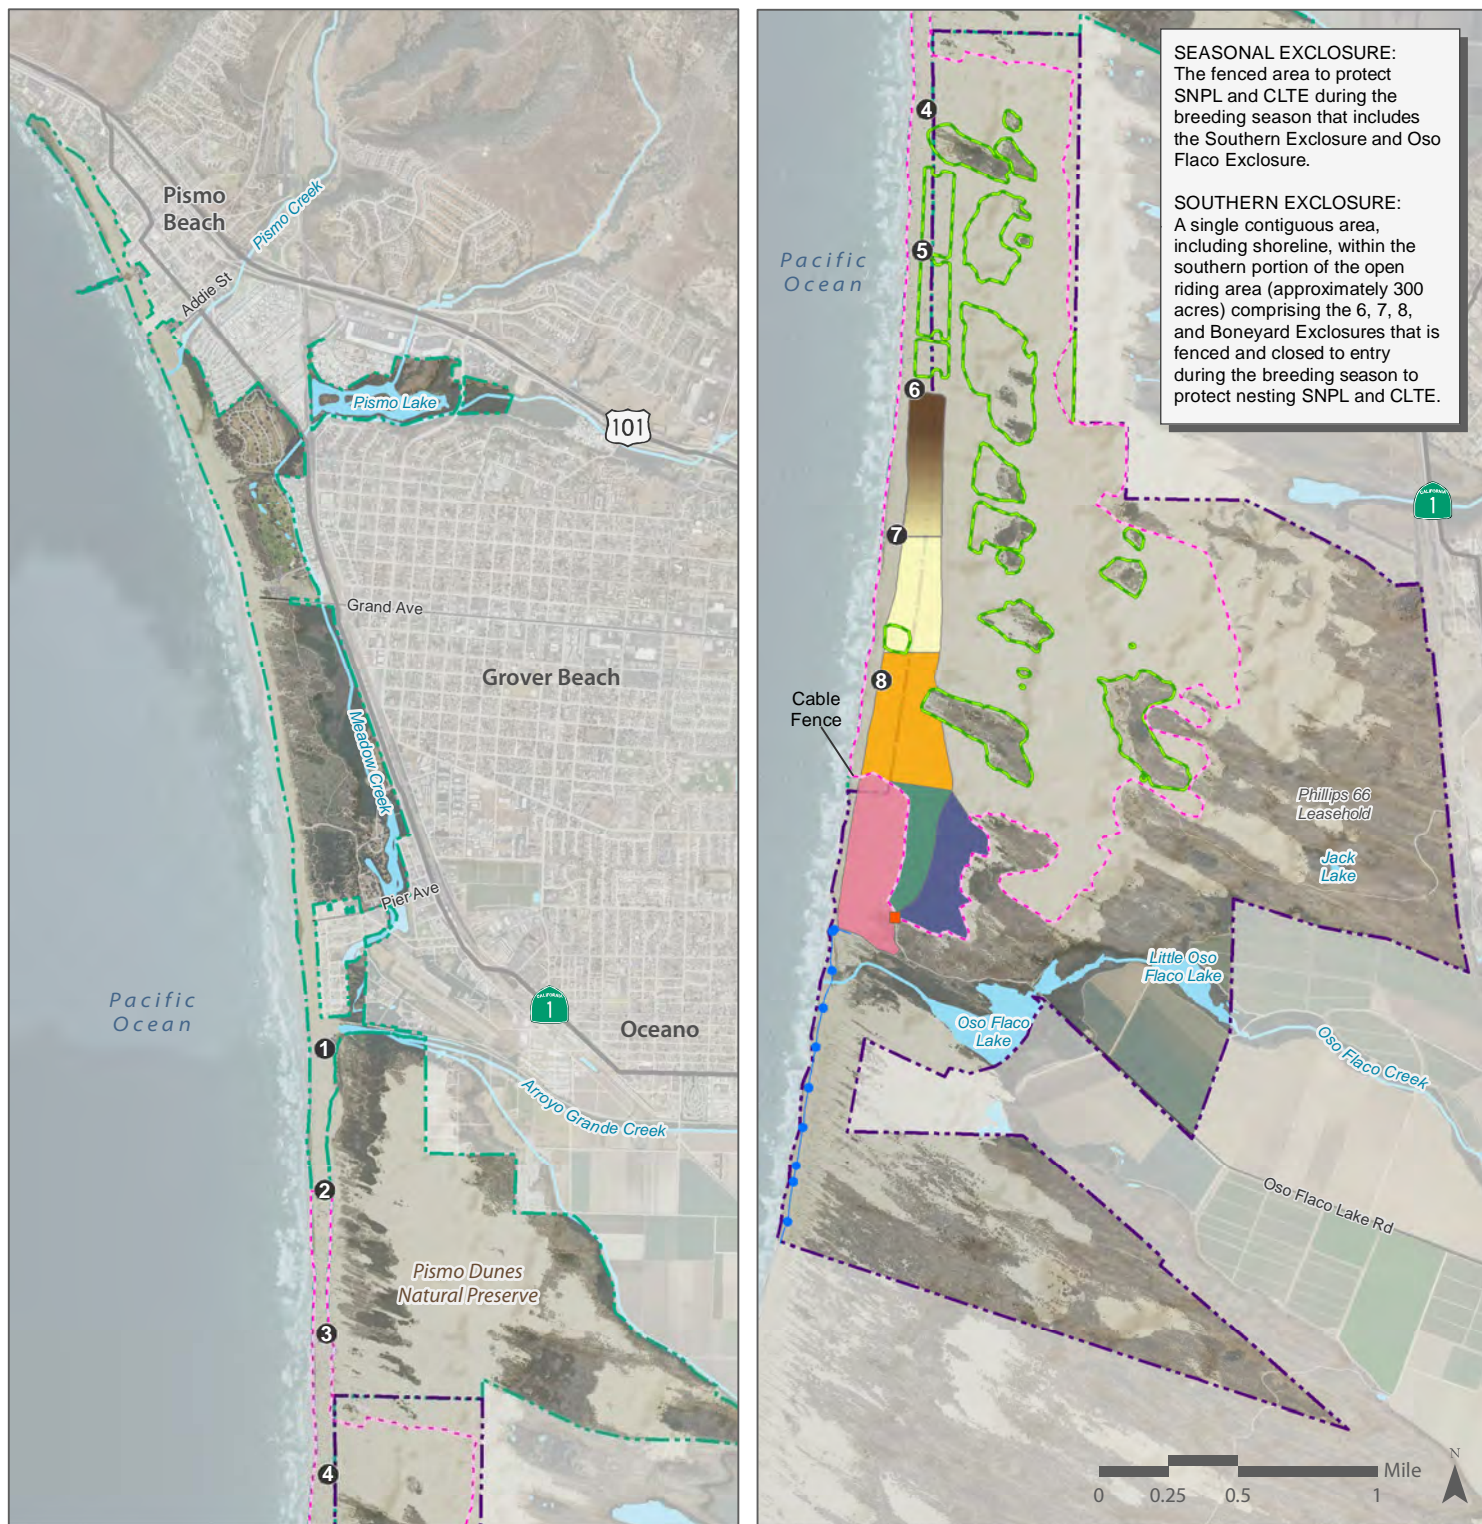 Pismo
Beach
Pismo Creek
Addie St
Pismo Lake
101
Grand Ave
Grover Beach
Meadow Creek
Pier Ave
Pacific
Ocean
CALIFORNIA
1
Oceano
1
Arroyo Grande Creek
2
Pismo Dunes
Natural Preserve
3
4
SEASONAL EXCLOSURE:
The fenced area to protect
SNPL and CLTE during the
breeding season that includes
the Southern Exclosure and Oso
Flaco Exclosure.
SOUTHERN EXCLOSURE:
A single contiguous area,
including shoreline, within the
southern portion of the open
riding area (approximately 300
acres) comprising the 6, 7, 8,
and Boneyard Exclosures that is
fenced and closed to entry
during the breeding season to
protect nesting SNPL and CLTE.
4
5
Pacific
Ocean
6
CALIFORNIA
1
7
8
Cable
Fence
Phillips 66
Leasehold
Jack
Lake
Little Oso
Flaco Lake
Oso Flaco
Lake
Oso Flaco Creek
Oso Flaco Lake Rd
N
Mile
0 0.25 0.5 1